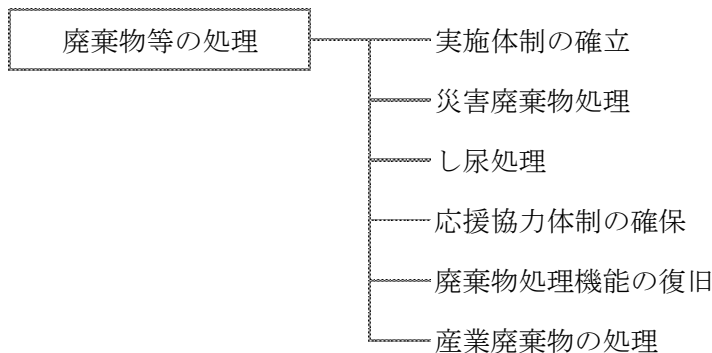 廃棄物等の処理
実施体制の確立
災害廃棄物処理
し尿処理
応援協力体制の確保
廃棄物処理機能の復旧
産業廃棄物の処理